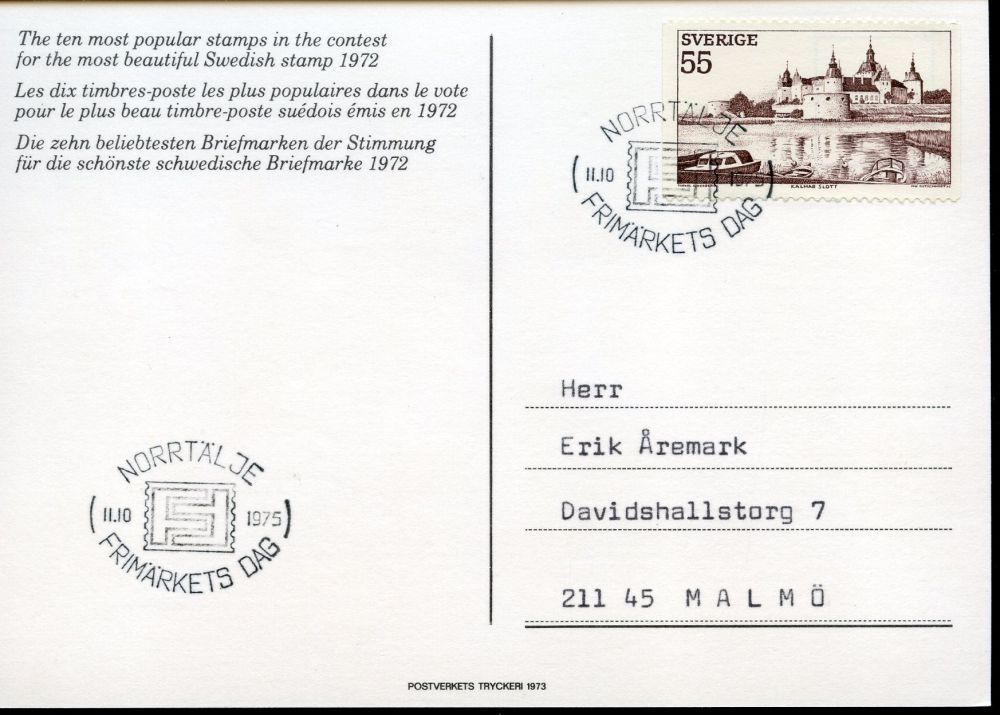 The ten most popular stamps in the contest
for the most beautiful Swedish stamp 1972
Les dix timbres-poste les plus populaires dans le vote
pour le plus beau timbre-poste suédois émis en 1972
Die zehn beliebtesten Briefmarken der Stimmung
für die schönste schwedische Briefmarke 1972
SVERIGE
55
KALMAR SLOTT
NORRTÄLJE
11.10 1975
FRIMÄRKETS DAG
Herr
Erik Åremark
Davidshallstorg 7
211 45 MALMÖ
NORRTÄLJE
11.10 1975
FRIMÄRKETS DAG
POSTVERKETS TRYCKERI 1973